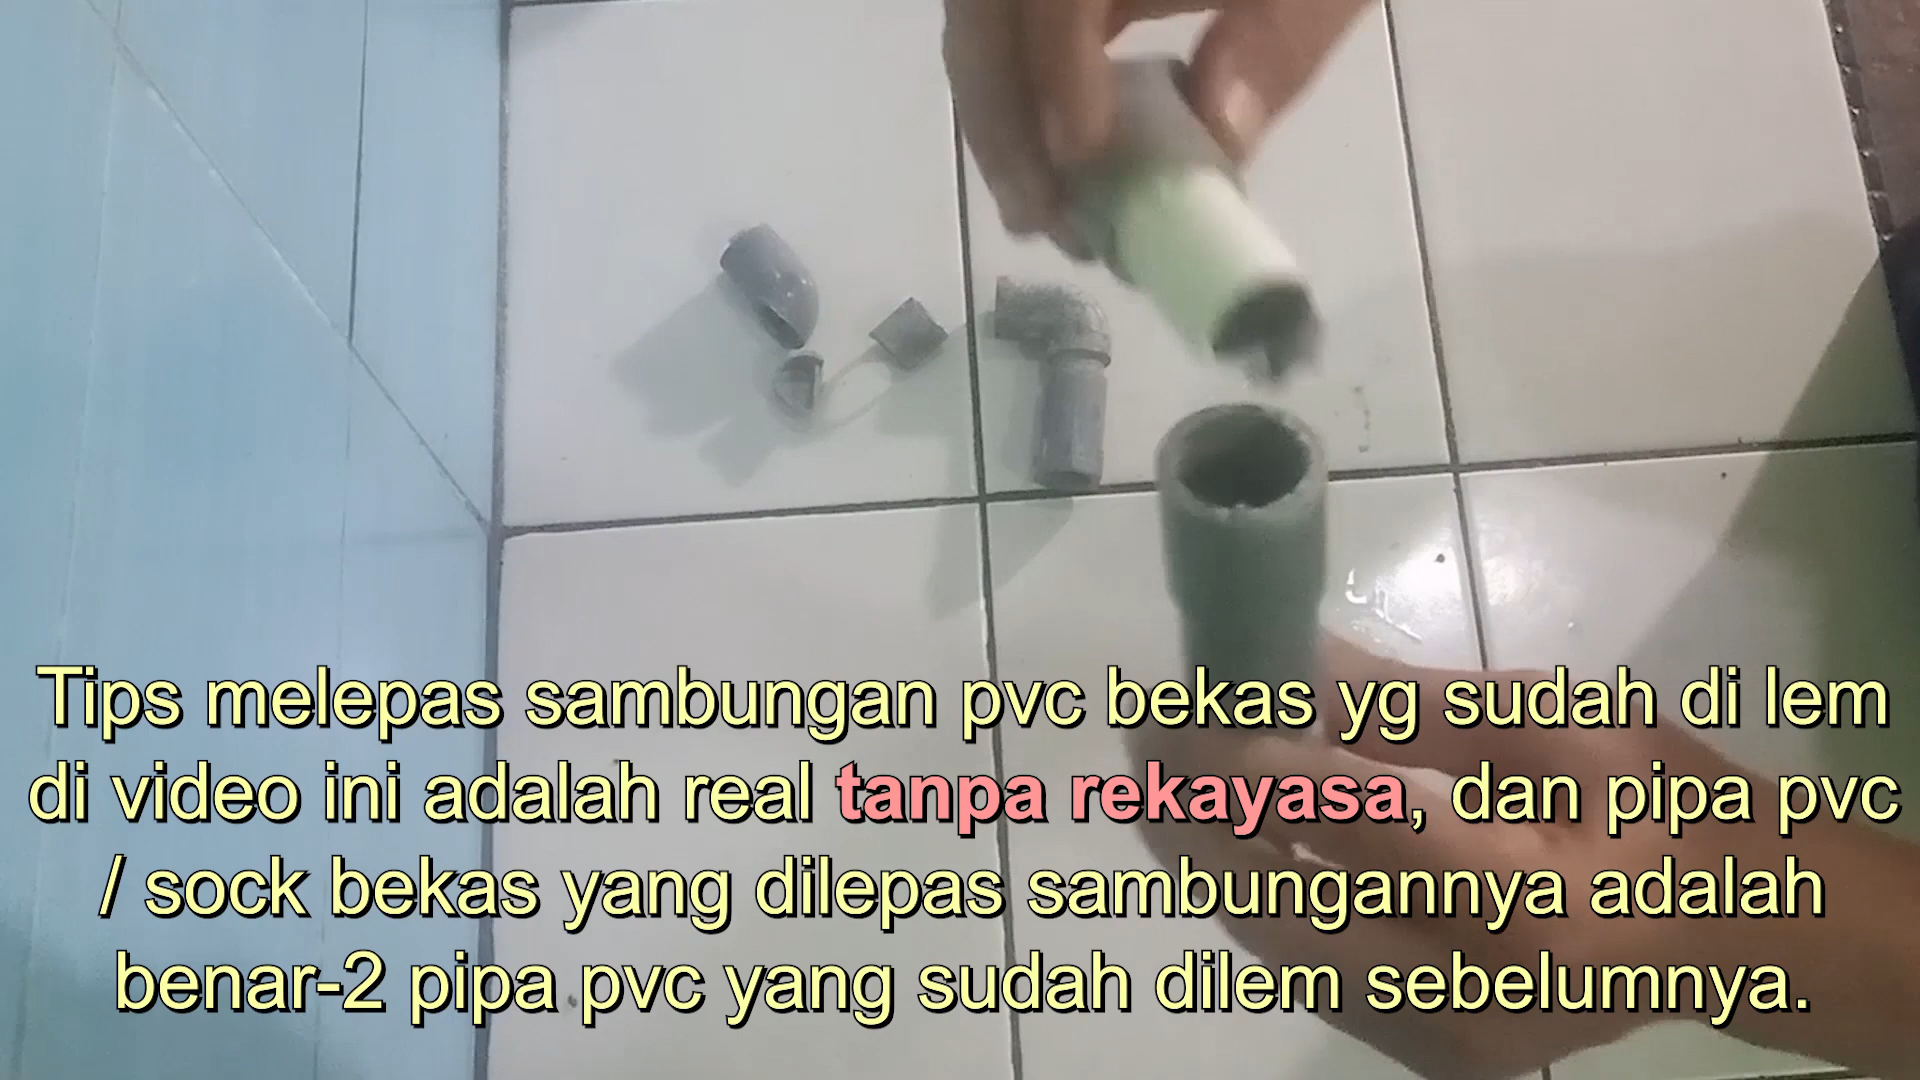 Tips melepas sambungan pvc bekas yg sudah di lem
di video ini adalah real tanpa rekayasa, dan pipa pvc
/ sock bekas yang dilepas sambungannya adalah
benar-2 pipa pvc yang sudah dilem sebelumnya.